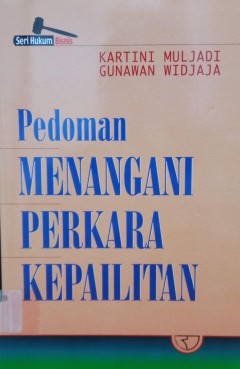 Seri Hukum Bisnis
KARTINI MULJADI
GUNAWAN WIDJAJA
Pedoman
MENANGANI
PERKARA
KEPAILITAN